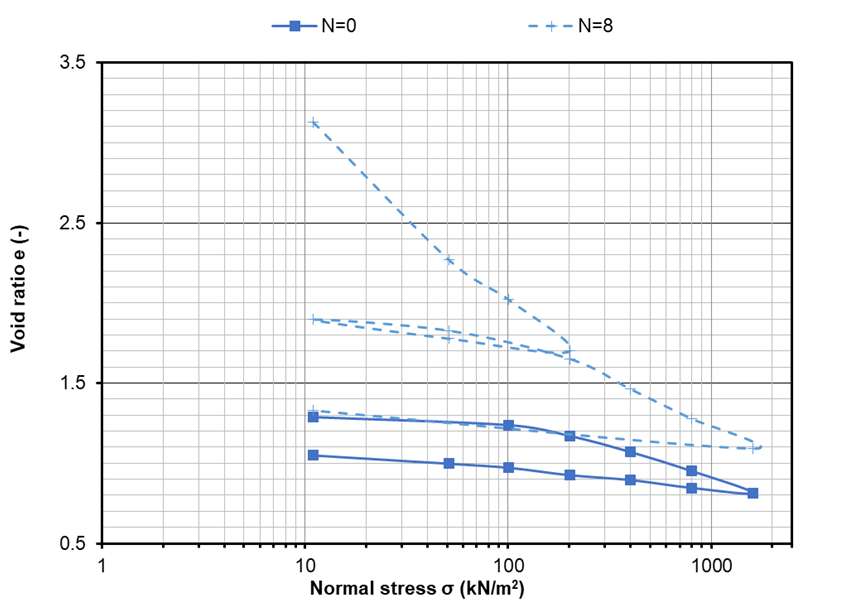 N=0 N=8
3.5
2.5
1.5
0.5
Void ratio e (-)
1 10 100 1000
Normal stress σ (kN/m²)